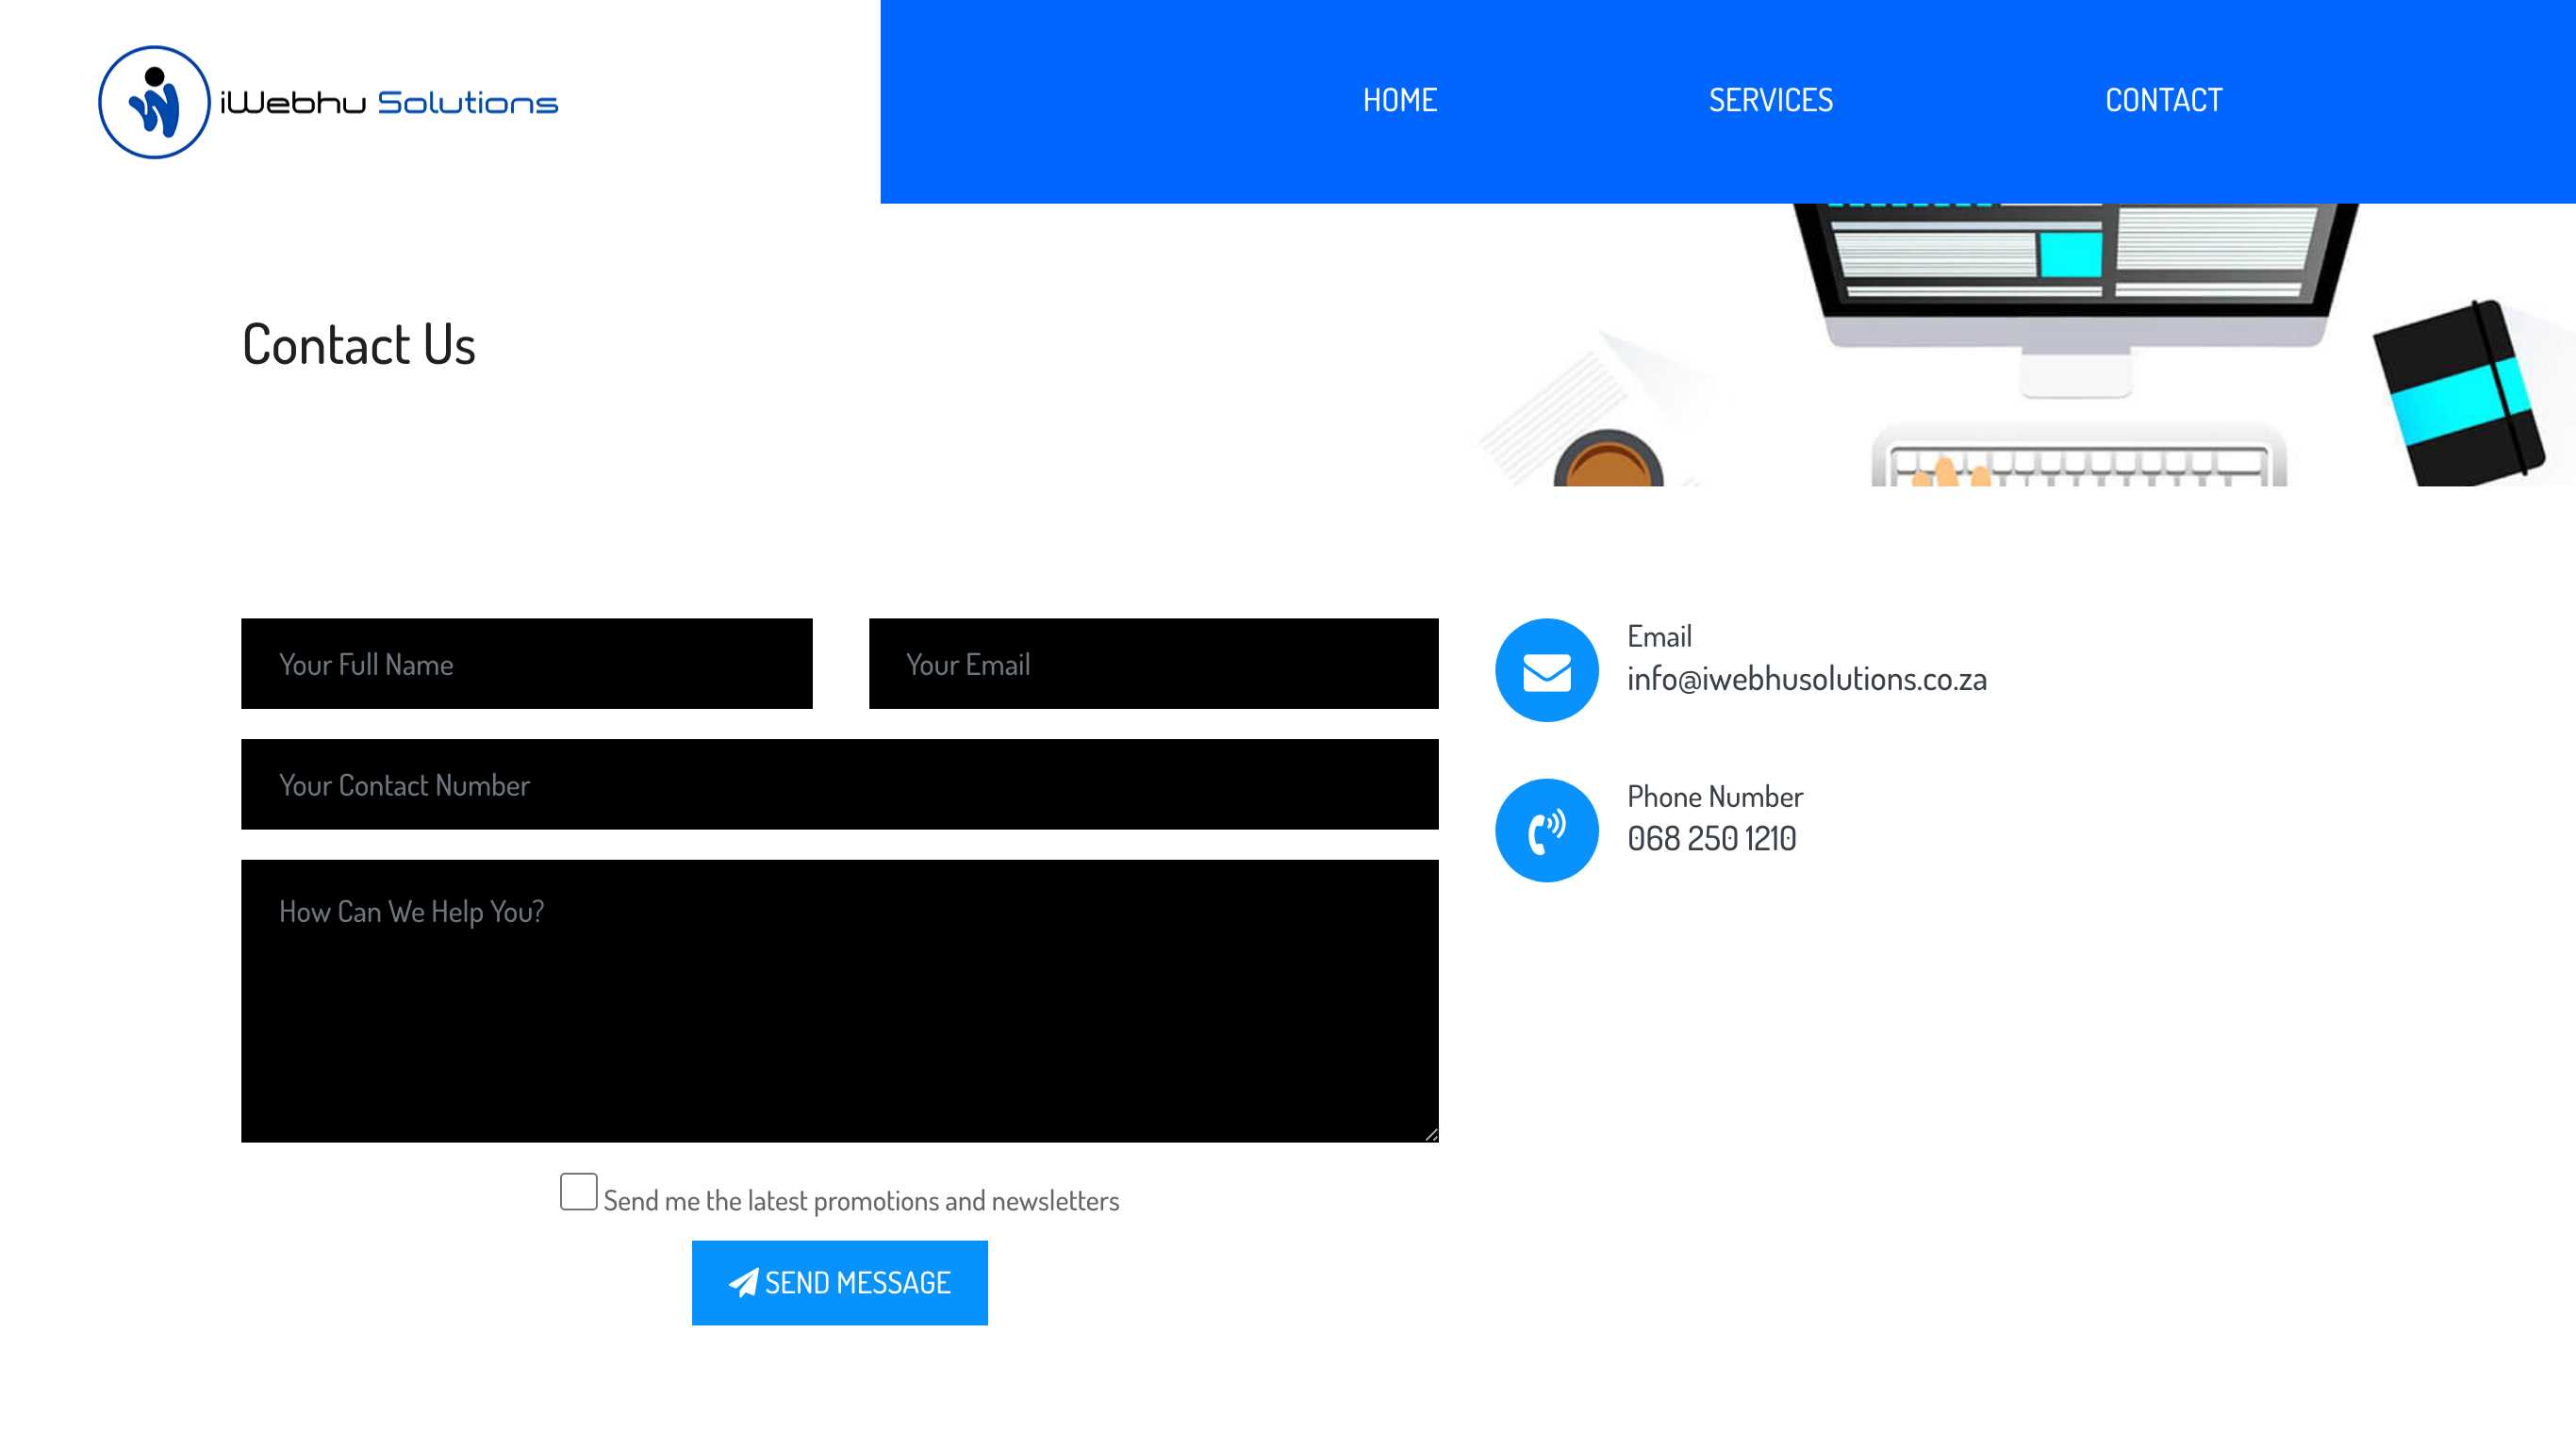 iWebhu Solutions
HOME
SERVICES
CONTACT
Contact Us
Your Full Name
Your Email
Your Contact Number
How Can We Help You?
Send me the latest promotions and newsletters
SEND MESSAGE
Email
info@iwebhusolutions.co.za
Phone Number
068 250 1210